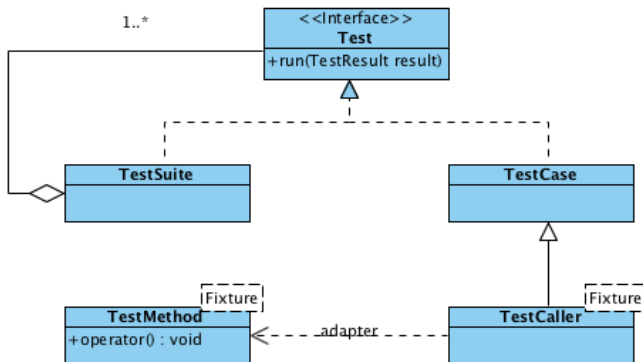 1..*
<<Interface>>
Test
+run(TestResult result)
TestSuite
TestCase
Fixture
TestMethod
+operator() : void
adapter
Fixture
TestCaller